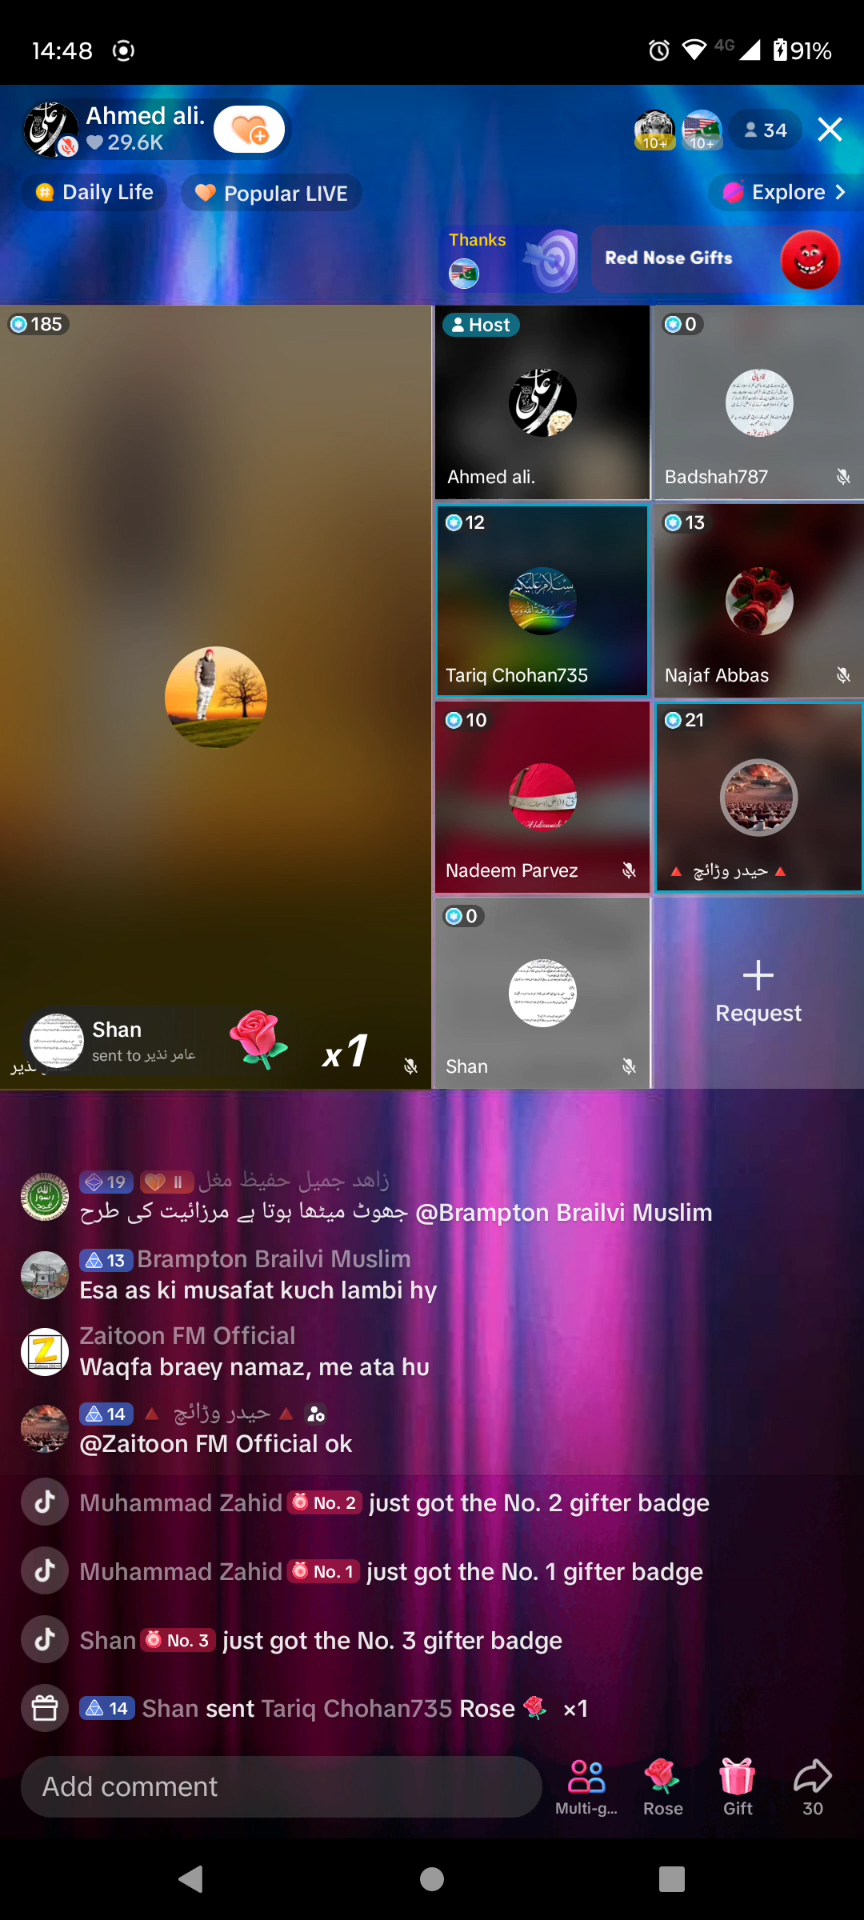 14:48
4G
91%
Ahmed ali.
29.6K
10+
10+
34
Daily Life
Popular LIVE
Explore
Thanks
Red Nose Gifts
185
Host
Ahmed ali.
0
Badshah787
12
Tariq Chohan735
13
Najaf Abbas
10
Nadeem Parvez
21
حیدر وڑائچ
0
Shan
Request
Shan
sent to عامر نذیر
x1
19
II
زاھد جمیل حفیظ مغل
@Brampton Brailvi Muslim جھوٹ میٹھا ہوتا ہے مرزائیت کی طرح
13 Brampton Brailvi Muslim
Esa as ki musafat kuch lambi hy
Zaitoon FM Official
Waqfa braey namaz, me ata hu
14 حیدر وڑائچ
@Zaitoon FM Official ok
Muhammad Zahid No. 2 just got the No. 2 gifter badge
Muhammad Zahid No. 1 just got the No. 1 gifter badge
Shan No. 3 just got the No. 3 gifter badge
14 Shan sent Tariq Chohan735 Rose ×1
Add comment
Multi-g...
Rose
Gift
30